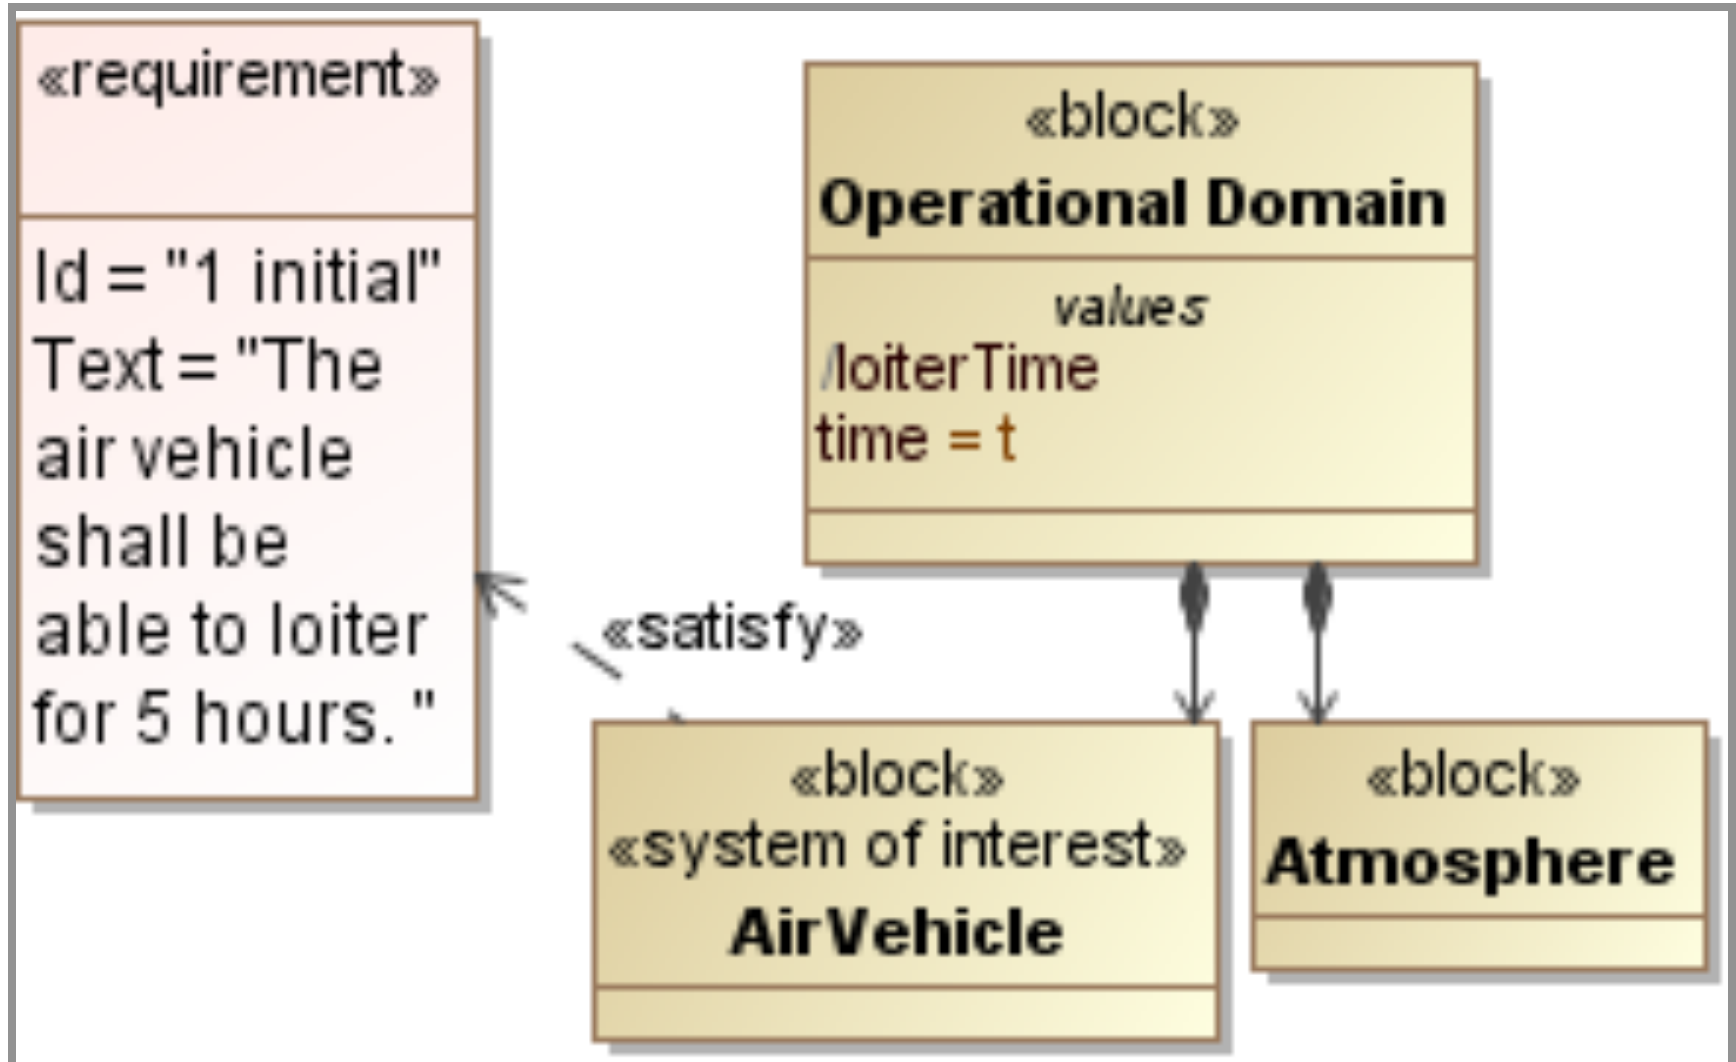 «requirement»
Id = "1 initial"
Text = "The
air vehicle
shall be
able to loiter
for 5 hours. "
«block»
Operational Domain
values
/loiterTime
time = t
«satisfy»
«block»
«system of interest»
AirVehicle
«block»
Atmosphere